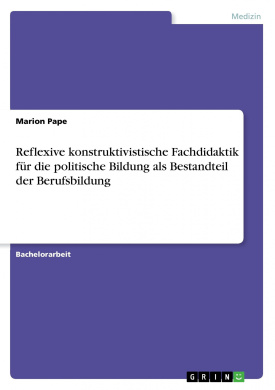 Medizin
Marion Pape
Reflexive konstruktivistische Fachdidaktik
für die politische Bildung als Bestandteil
der Berufsbildung
Bachelorarbeit
GRIN